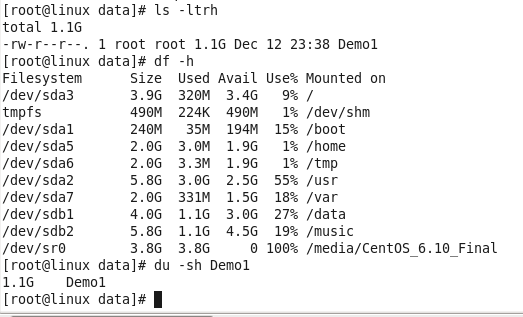 [root@linux data]# ls -ltrh
total 1.1G
-rw-r--r--. 1 root root 1.1G Dec 12 23:38 Demo1
[root@linux data]# df -h
Filesystem      Size  Used Avail Use% Mounted on
/dev/sda3       3.9G  320M  3.4G   9% /
tmpfs           490M  224K  490M   1% /dev/shm
/dev/sda1       240M   35M  194M  15% /boot
/dev/sda5       2.0G  3.0M  1.9G   1% /home
/dev/sda6       2.0G  3.3M  1.9G   1% /tmp
/dev/sda2       5.8G  3.0G  2.5G  55% /usr
/dev/sda7       2.0G  331M  1.5G  18% /var
/dev/sdb1       4.0G  1.1G  3.0G  27% /data
/dev/sdb2       5.8G  1.1G  4.5G  19% /music
/dev/sr0        3.8G  3.8G     0 100% /media/CentOS_6.10_Final
[root@linux data]# du -sh Demo1
1.1G    Demo1
[root@linux data]#